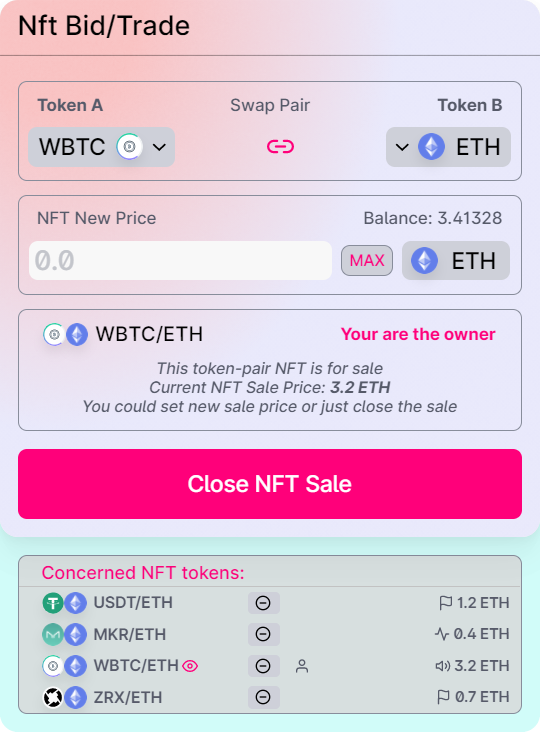 Nft Bid/Trade
Token A Swap Pair Token B
WBTC ETH
NFT New Price Balance: 3.41328
0.0 MAX ETH
WBTC/ETH Your are the owner
This token-pair NFT is for sale
Current NFT Sale Price: 3.2 ETH
You could set new sale price or just close the sale
Close NFT Sale
Concerned NFT tokens:
USDT/ETH 1.2 ETH
MKR/ETH 0.4 ETH
WBTC/ETH 3.2 ETH
ZRX/ETH 0.7 ETH